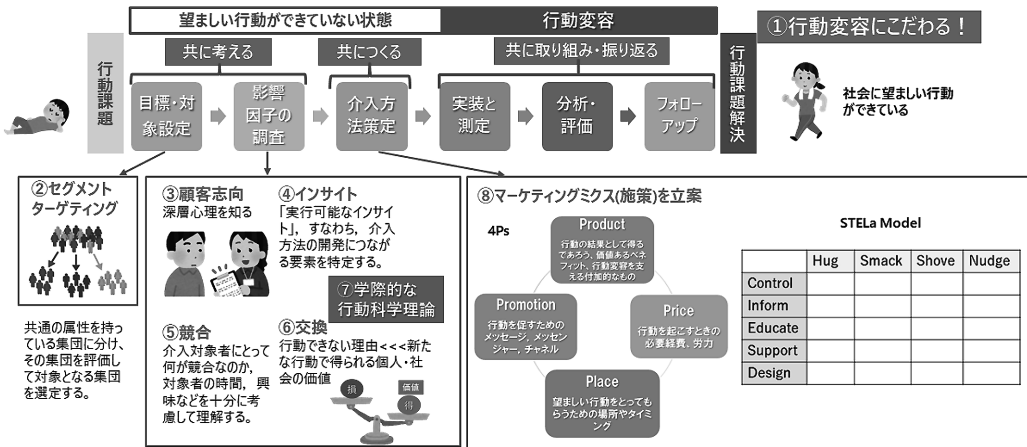 望ましい行動ができていない状態
行動変容
①行動変容にこだわる！
共に考える
共につくる
共に取り組み・振り返る
行動課題
目標・対
象設定
影響
因子の
調査
介入方
法策定
実装と
測定
分析・
評価
フォロー
アップ
行動課題解決
社会に望ましい行動
ができている
②セグメント
ターゲティング
共通の属性を持っ
ている集団に分け，
その集団を評価し
て対象となる集団
を選定する。
③顧客志向
深層心理を知る
④インサイト
「実行可能なインサイ
ト」，すなわち，介入
方法の開発につなが
る要素を特定する。
⑦学際的な
行動科学理論
⑤競合
介入対象者にとって
何が競合なのか，
対象者の時間，興
味などを十分に考
慮して理解する。
⑥交換
行動できない理由<<<新た
な行動で得られる個人・社
会の価値
損
価値
得
⑧マーケティングミクス(施策)を立案
4Ps
Product
行動の結果として得る
であろう、価値あるベネ
フィット、行動変容を支
える付加的なもの
Promotion
行動を促すための
メッセージ、メッセン
ジャー、チャネル
Price
行動を起こすときの
必要経費、労力
Place
望ましい行動をとっても
らうための場所やタイミ
ング
STELa Model
Hug Smack Shove Nudge
Control
Inform
Educate
Support
Design